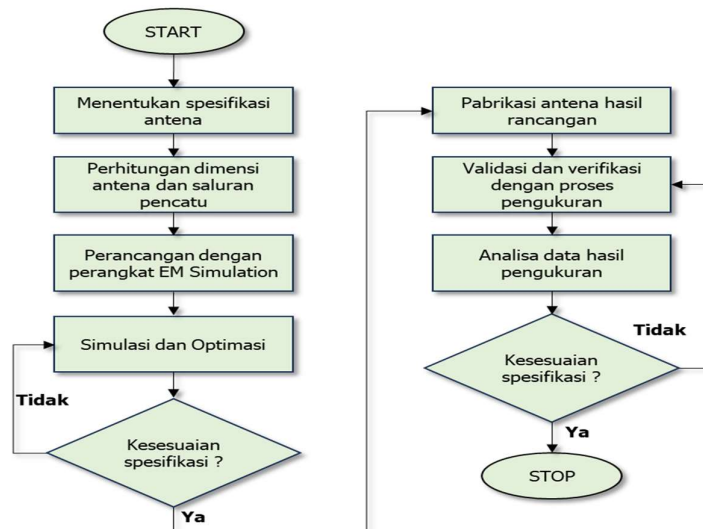 START
Menentukan spesifikasi
antena
Perhitungan dimensi
antena dan saluran
pencatu
Perancangan dengan
perangkat EM Simulation
Simulasi dan Optimasi
Tidak
Kesesuaian
spesifikasi ?
Ya
Pabrikasi antena hasil
rancangan
Validasi dan verifikasi
dengan proses
pengukuran
Analisa data hasil
pengukuran
Tidak
Kesesuaian
spesifikasi ?
Ya
STOP